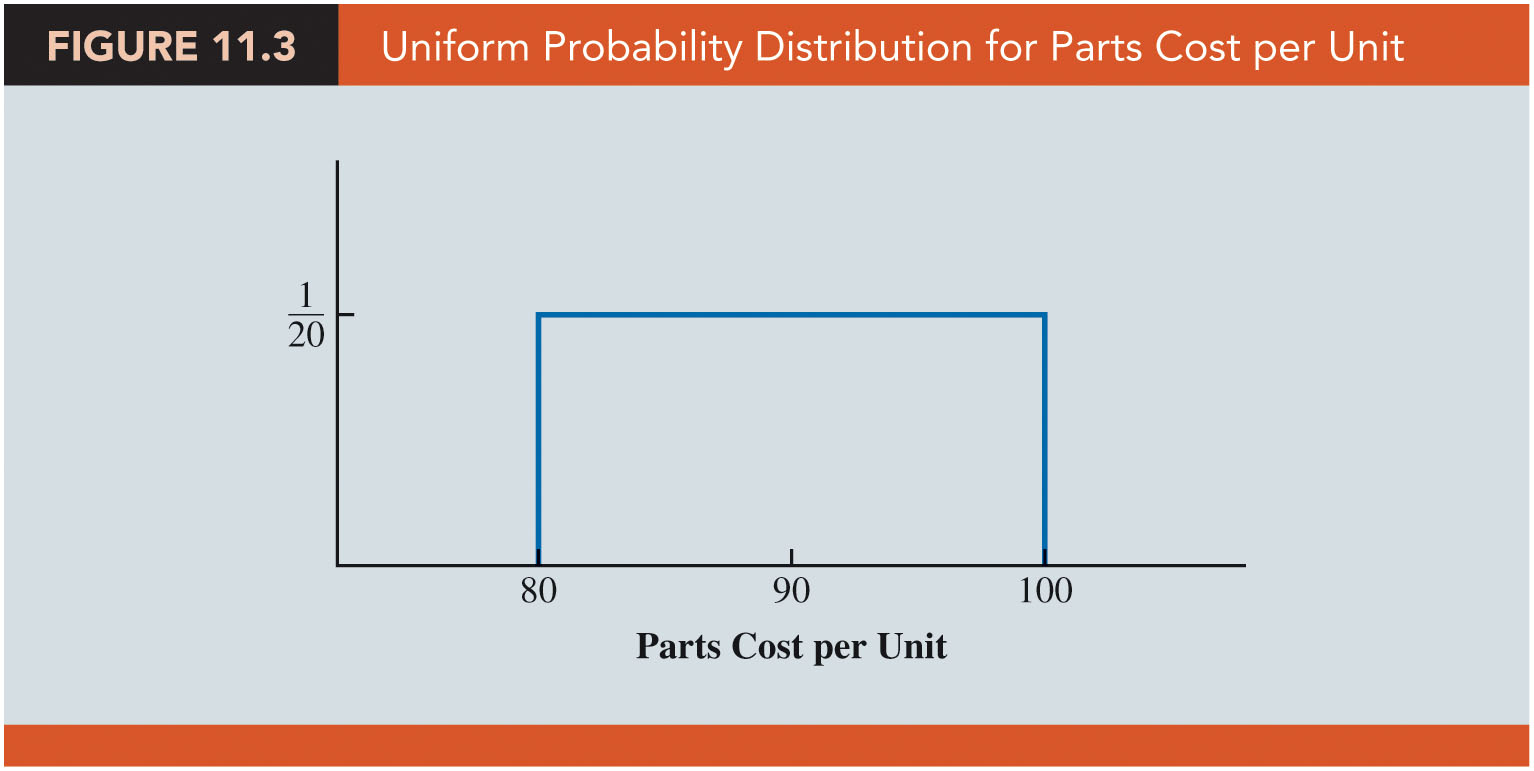 FIGURE 11.3 Uniform Probability Distribution for Parts Cost per Unit
1
20
80 90 100
Parts Cost per Unit